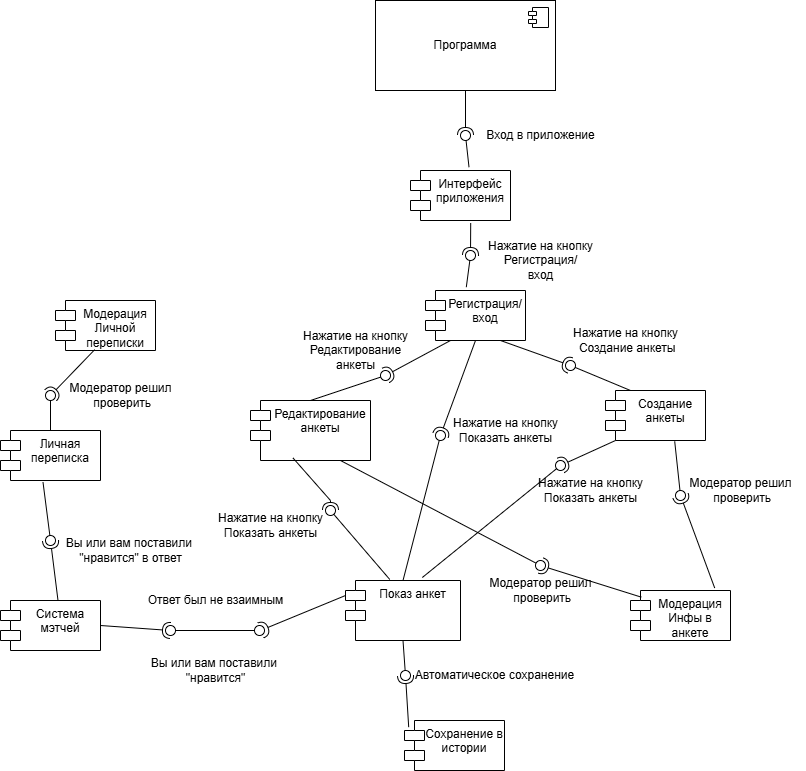 Программа
Вход в приложение
Интерфейс
приложения
Нажатие на кнопку
Регистрация/
вход
Регистрация/
вход
Модерация
Личной
переписки
Нажатие на кнопку
Редактирование
анкеты
Нажатие на кнопку
Создание анкеты
Модератор решил
проверить
Редактирование
анкеты
Создание
анкеты
Нажатие на кнопку
Показать анкеты
Личная
переписка
Нажатие на кнопку
Показать анкеты
Модератор решил
проверить
Нажатие на кнопку
Показать анкеты
Вы или вам поставили
"нравится" в ответ
Модератор решил
проверить
Ответ был не взаимным
Показ анкет
Модерация
Инфы в
анкете
Система
мэтчей
Вы или вам поставили
"нравится"
Автоматическое сохранение
Сохранение в
истории